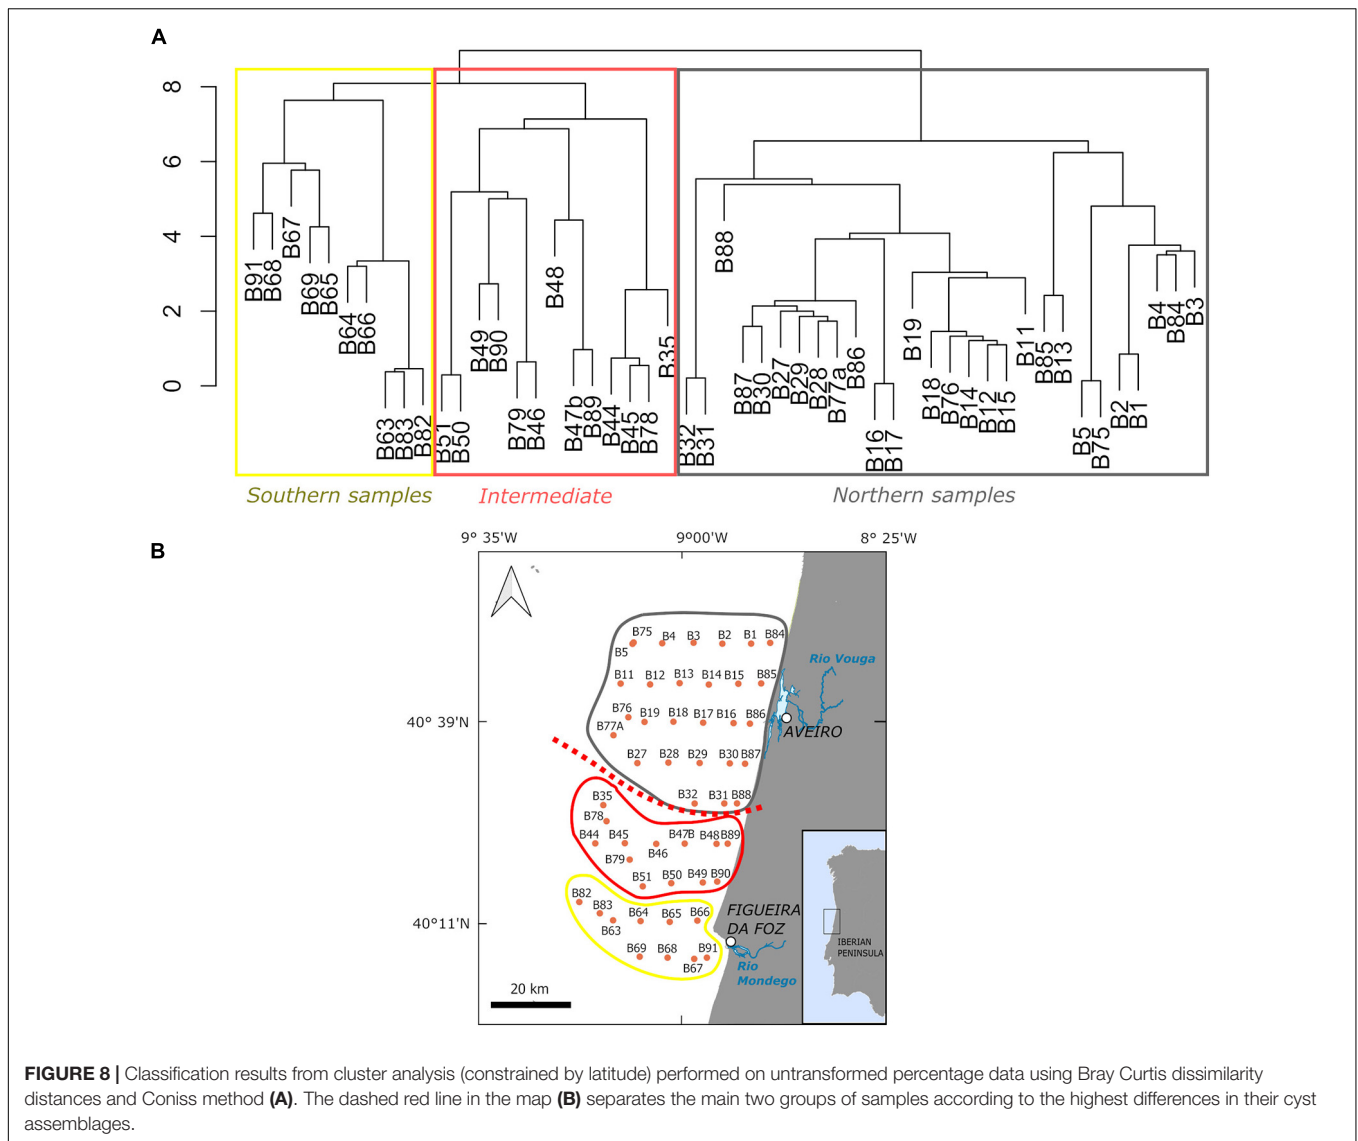 A
8
6
4
2
0
B91
B68
B67
B69
B65
B64
B66
B63
B83
B82
B51
B50
B49
B90
B79
B46
B48
B47b
B89
B44
B45
B78
B35
B32
B31
B88
B87
B30
B27
B29
B28
B77a
B86
B16
B17
B19
B18
B76
B14
B12
B15
B11
B85
B13
B5
B75
B2
B1
B4
B84
B3
Southern samples Intermediate Northern samples
B
9° 35'W 9°00'W 8° 25'W
B75 B4 B3 B2 B1 B84
B5
Rio Vouga
B11 B12 B13 B14 B15 B85
B76 B19 B18 B17 B16 B86
40° 39'N
B77A
AVEIRO
B27 B28 B29 B30 B87
B35 B32 B31 B88
B78
B44 B45 B47B B48 B89
B46
B79
B51 B50 B49 B90
B82
B83 B64 B65 B66 FIGUEIRA
40°11'N
B63 DA FOZ
B69 B68 B91
B67
Rio
Mondego
IBERIAN
PENINSULA
20 km
FIGURE 8 | Classification results from cluster analysis (constrained by latitude) performed on untransformed percentage data using Bray Curtis dissimilarity
distances and Coniss method (A). The dashed red line in the map (B) separates the main two groups of samples according to the highest differences in their cyst
assemblages.